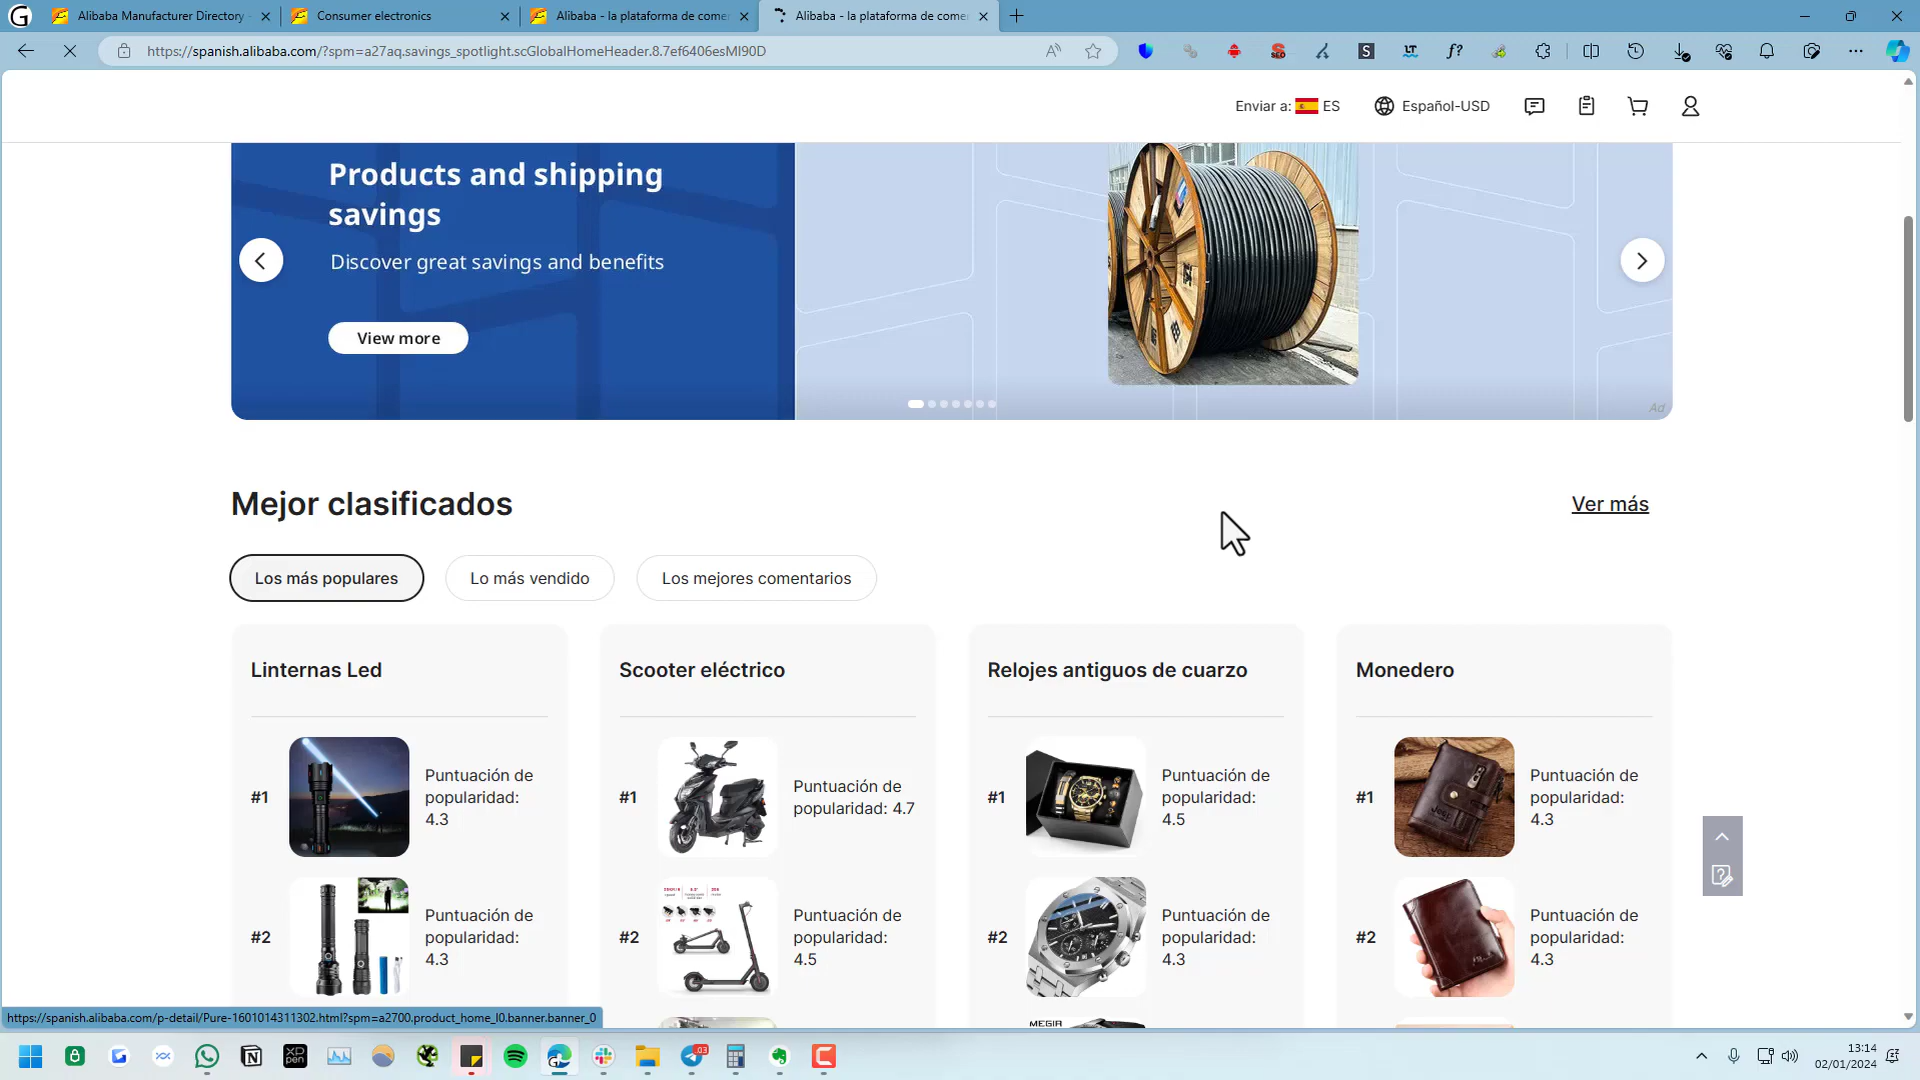 Alibaba Manufacturer Directory -
Consumer electronics
Alibaba - la plataforma de comer
Alibaba - la plataforma de comer
https://spanish.alibaba.com/?spm=a27aq.savings_spotlight.scGlobalHomeHeader.8.7ef6406esMI90D
Enviar a: ES
Español-USD
Products and shipping
savings
Discover great savings and benefits
View more
Ad
Mejor clasificados
Ver más
Los más populares
Lo más vendido
Los mejores comentarios
Linternas Led
Scooter eléctrico
Relojes antiguos de cuarzo
Monedero
#1
Puntuación de
popularidad:
4.3
#1
Puntuación de
popularidad: 4.7
#1
Puntuación de
popularidad:
4.5
#1
Puntuación de
popularidad:
4.3
#2
Puntuación de
popularidad:
4.3
#2
Puntuación de
popularidad:
4.5
#2
Puntuación de
popularidad:
4.3
#2
Puntuación de
popularidad:
4.3
MEGIR
https://spanish.alibaba.com/p-detail/Pure-1601014311302.html?spm=a2700.product_home_l0.banner.banner_0
13:14
02/01/2024